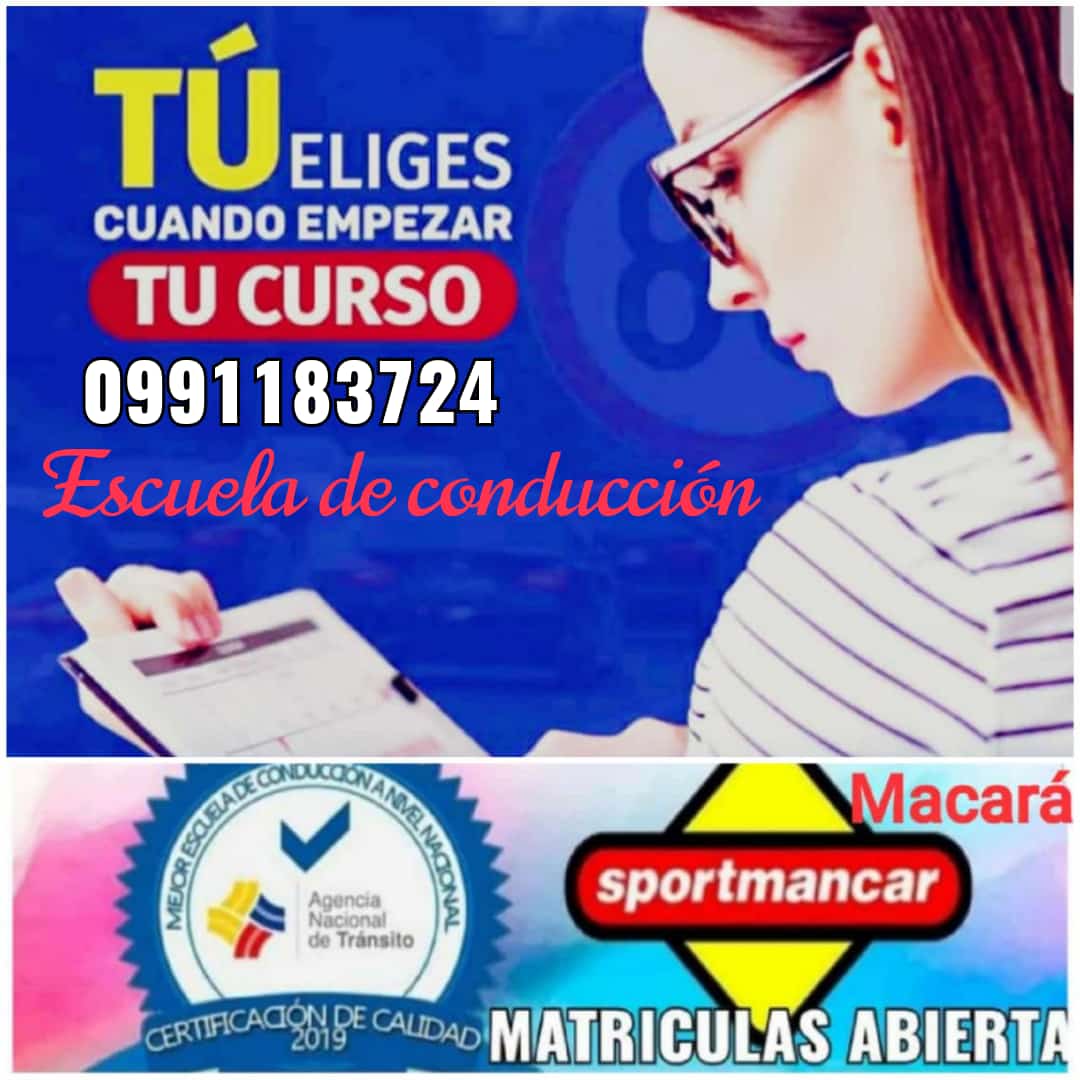 TÚ ELIGES
CUANDO EMPEZAR
TU CURSO
0991183724
Escuela de conducción
MEJOR ESCUELA DE CONDUCCIÓN A NIVEL NACIONAL
Agencia
Nacional
de Tránsito
CERTIFICACIÓN DE CALIDAD
2019
Macará
sportmancar
MATRICULAS ABIERTA